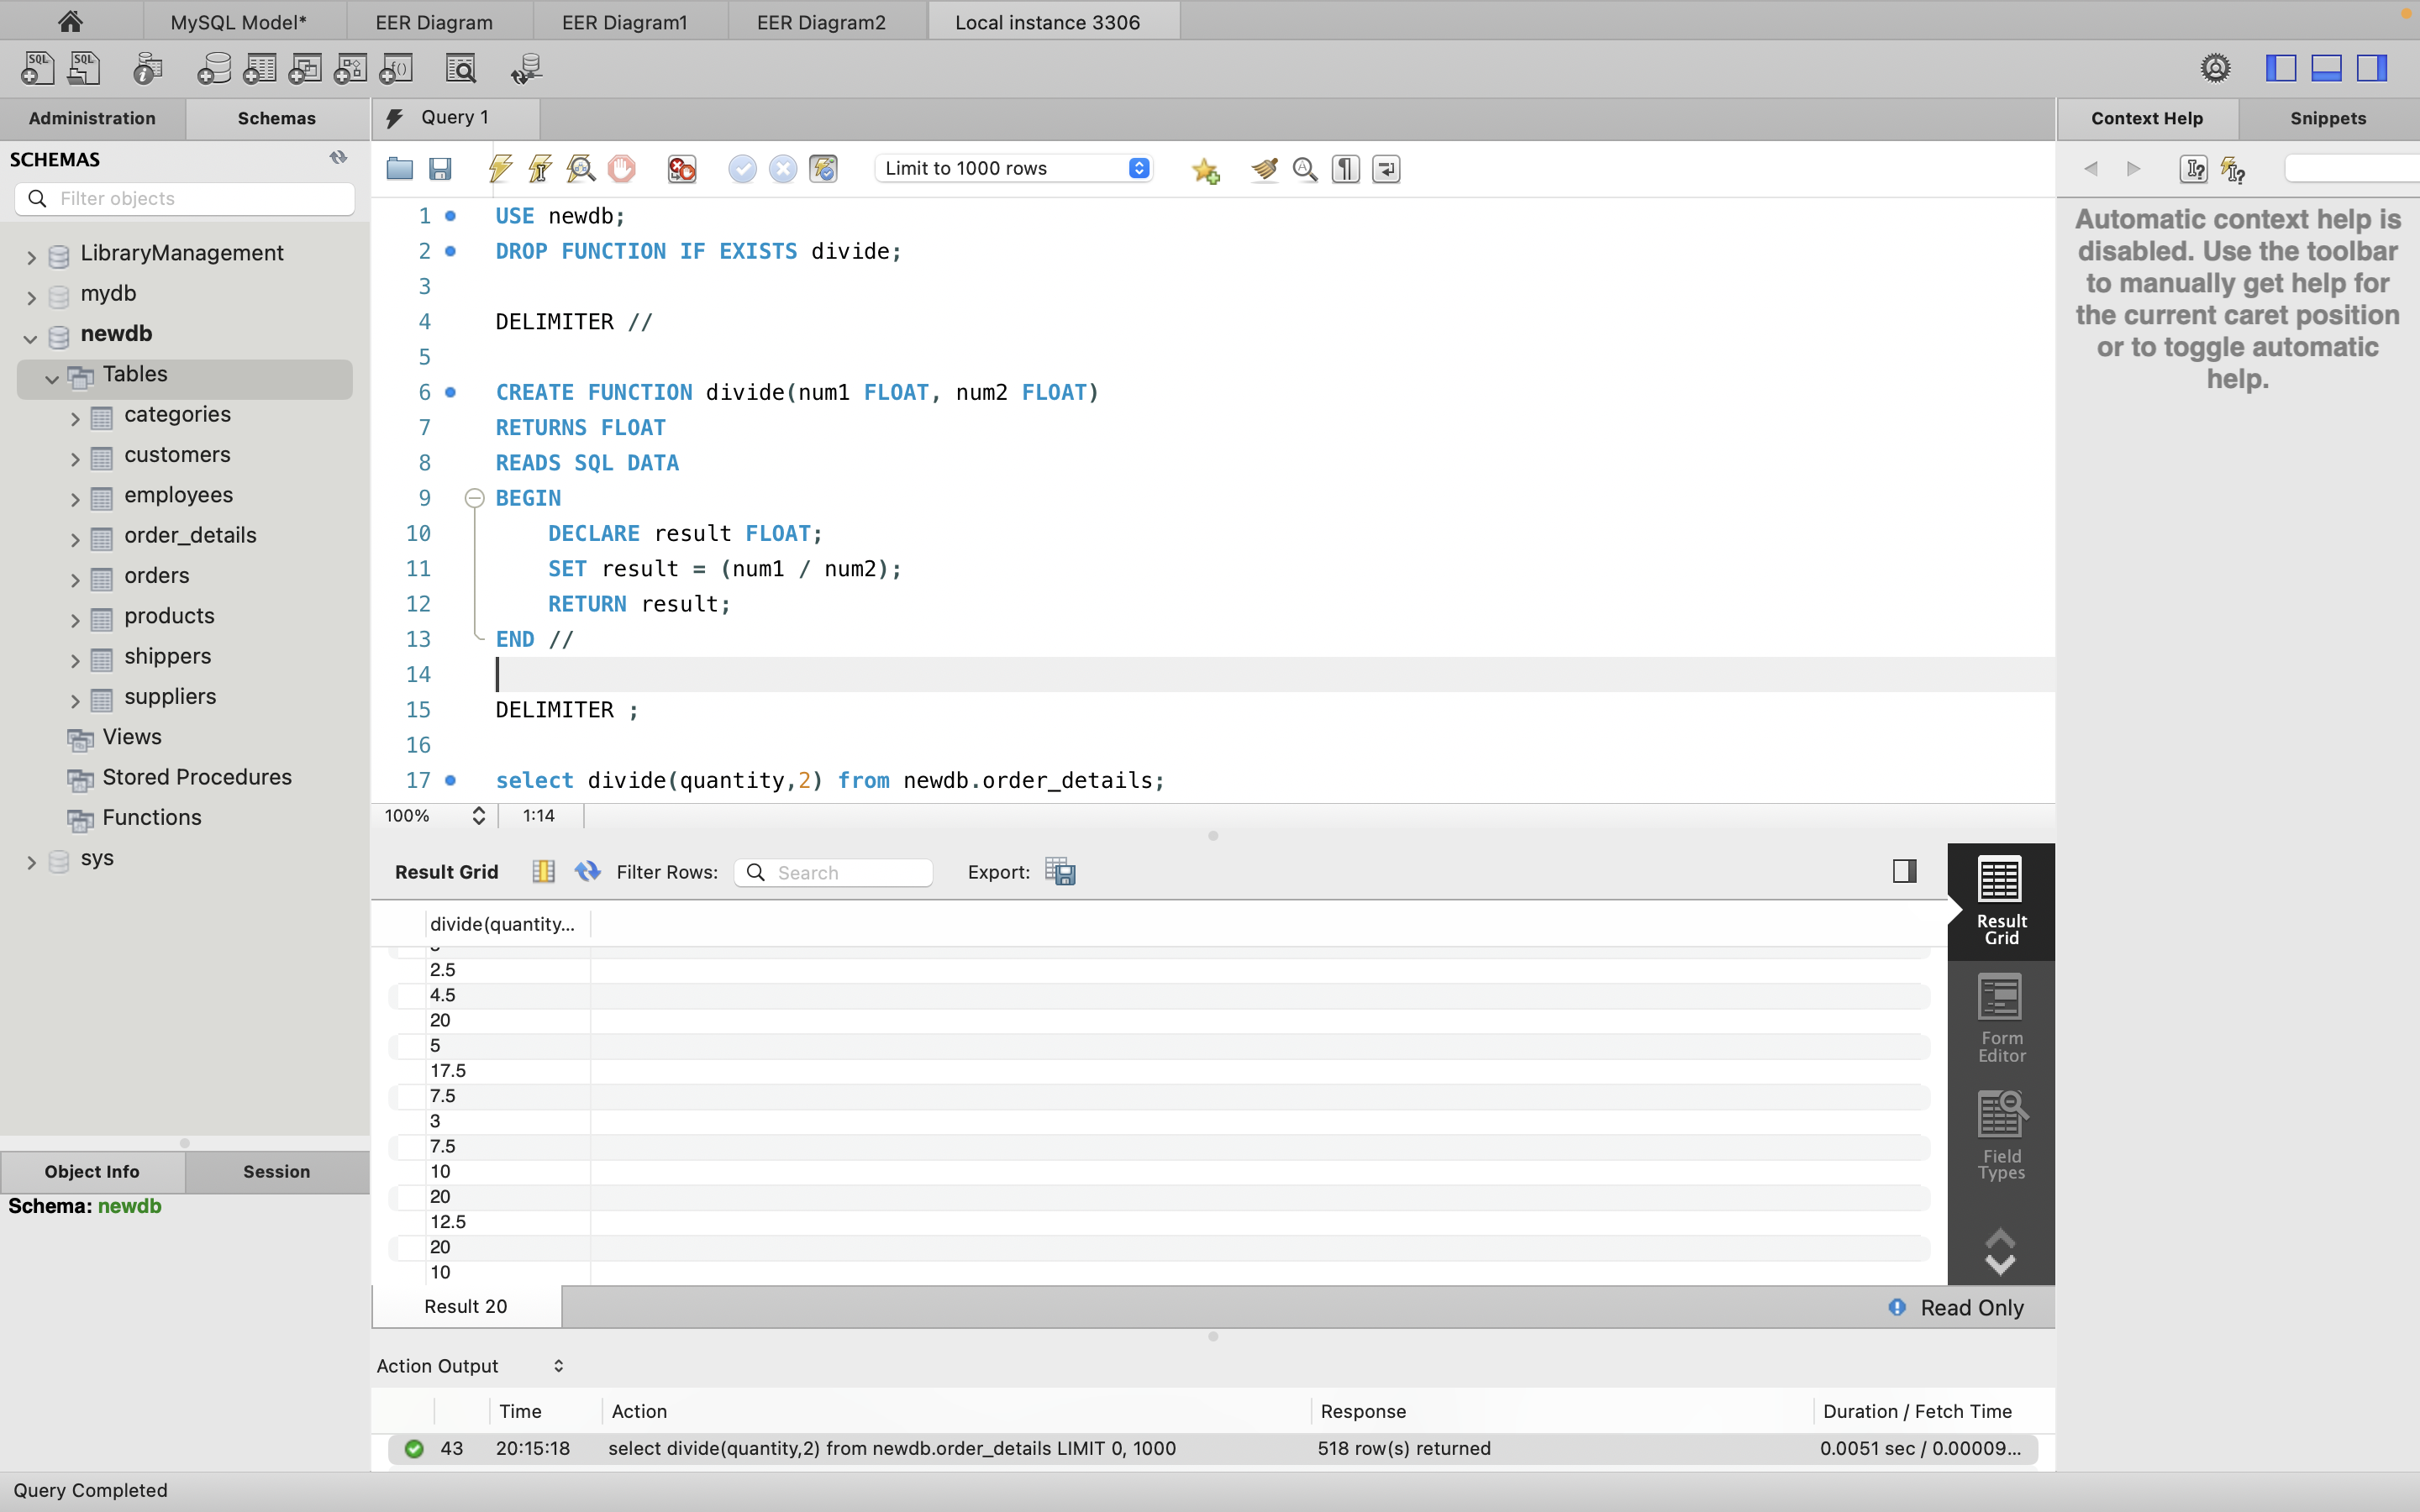 MySQL Model*
EER Diagram
EER Diagram1
EER Diagram2
Local instance 3306
SQL
SQL
Administration
Schemas
Query 1
Context Help
Snippets
SCHEMAS
Filter objects
LibraryManagement
mydb
newdb
Tables
categories
customers
employees
order_details
orders
products
shippers
suppliers
Views
Stored Procedures
Functions
sys
Object Info
Session
Schema: newdb
Limit to 1000 rows
1 USE newdb;
2 DROP FUNCTION IF EXISTS divide;
3
4 DELIMITER //
5
6 CREATE FUNCTION divide(num1 FLOAT, num2 FLOAT)
7 RETURNS FLOAT
8 READS SQL DATA
9 BEGIN
10 DECLARE result FLOAT;
11 SET result = (num1 / num2);
12 RETURN result;
13 END //
14
15 DELIMITER ;
16
17 select divide(quantity,2) from newdb.order_details;
100%
1:14
Automatic context help is
disabled. Use the toolbar
to manually get help for
the current caret position
or to toggle automatic
help.
Result Grid
Filter Rows:
Search
Export:
divide(quantity...
2.5
4.5
20
5
17.5
7.5
3
7.5
10
20
12.5
20
10
Result
Grid
Form
Editor
Field
Types
Result 20
Read Only
Action Output
Time Action Response Duration / Fetch Time
43 20:15:18 select divide(quantity,2) from newdb.order_details LIMIT 0, 1000 518 row(s) returned 0.0051 sec / 0.00009...
Query Completed